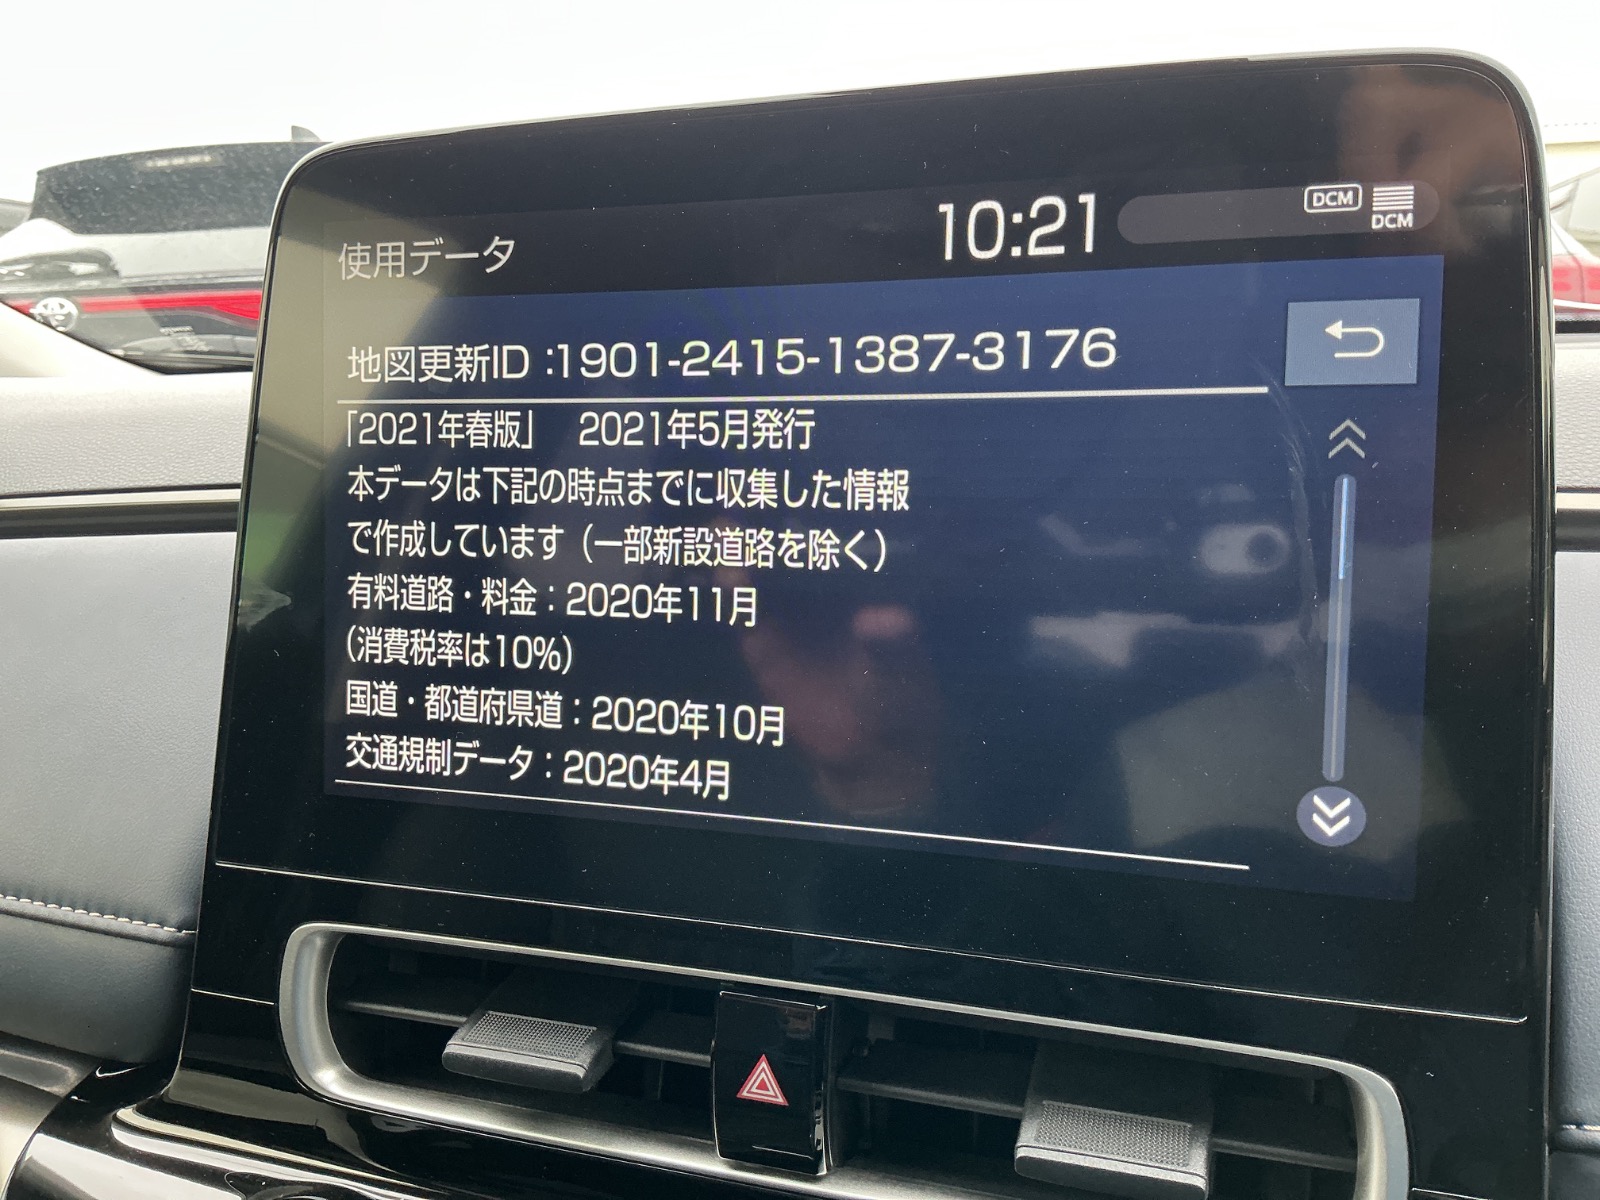 10:21
DCM
DCM
使用データ
地図更新ID :1901-2415-1387-3176
「2021年春版」 2021年5月発行
本データは下記の時点までに収集した情報
で作成しています（一部新設道路を除く）
有料道路・料金：2020年11月
（消費税率は10%）
国道・都道府県道：2020年10月
交通規制データ：2020年4月